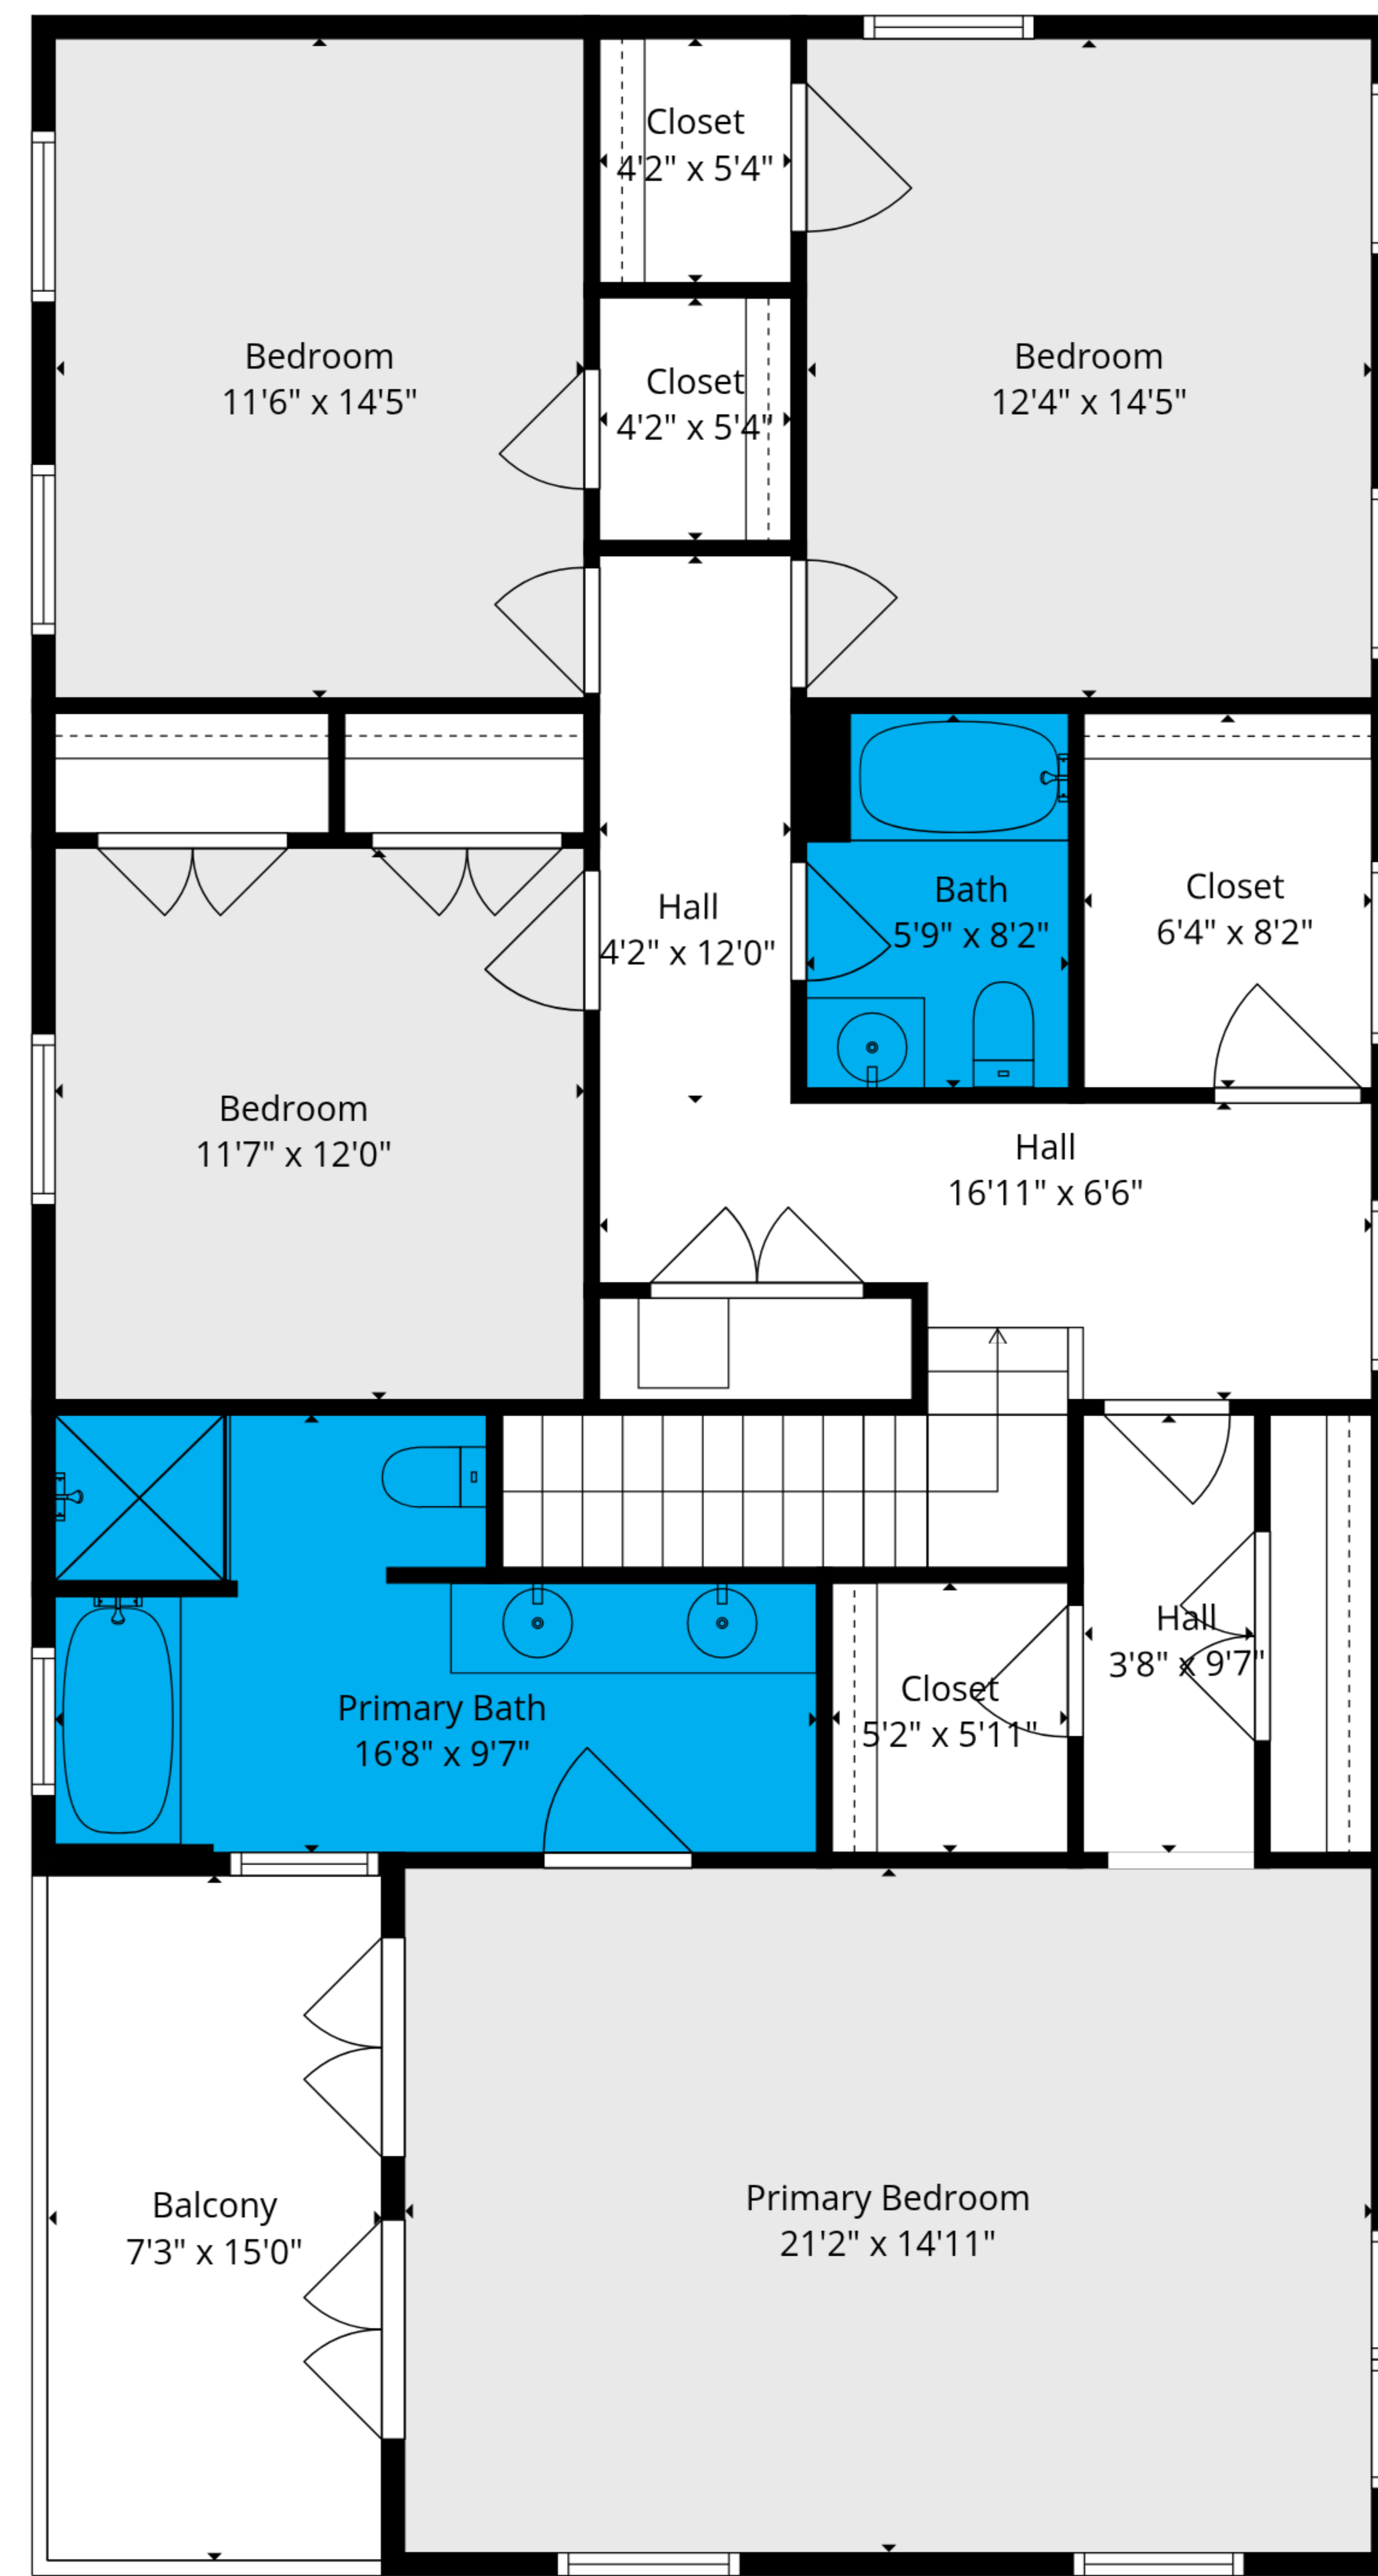 Closet
4'2" x 5'4"
Bedroom
11'6" x 14'5"
Closet
4'2" x 5'4"
Bedroom
12'4" x 14'5"
Hall
4'2" x 12'0"
Bath
5'9" x 8'2"
Closet
6'4" x 8'2"
Bedroom
11'7" x 12'0"
Hall
16'11" x 6'6"
Primary Bath
16'8" x 9'7"
Closet
5'2" x 5'11"
Hall
3'8" x 9'7"
Balcony
7'3" x 15'0"
Primary Bedroom
21'2" x 14'11"